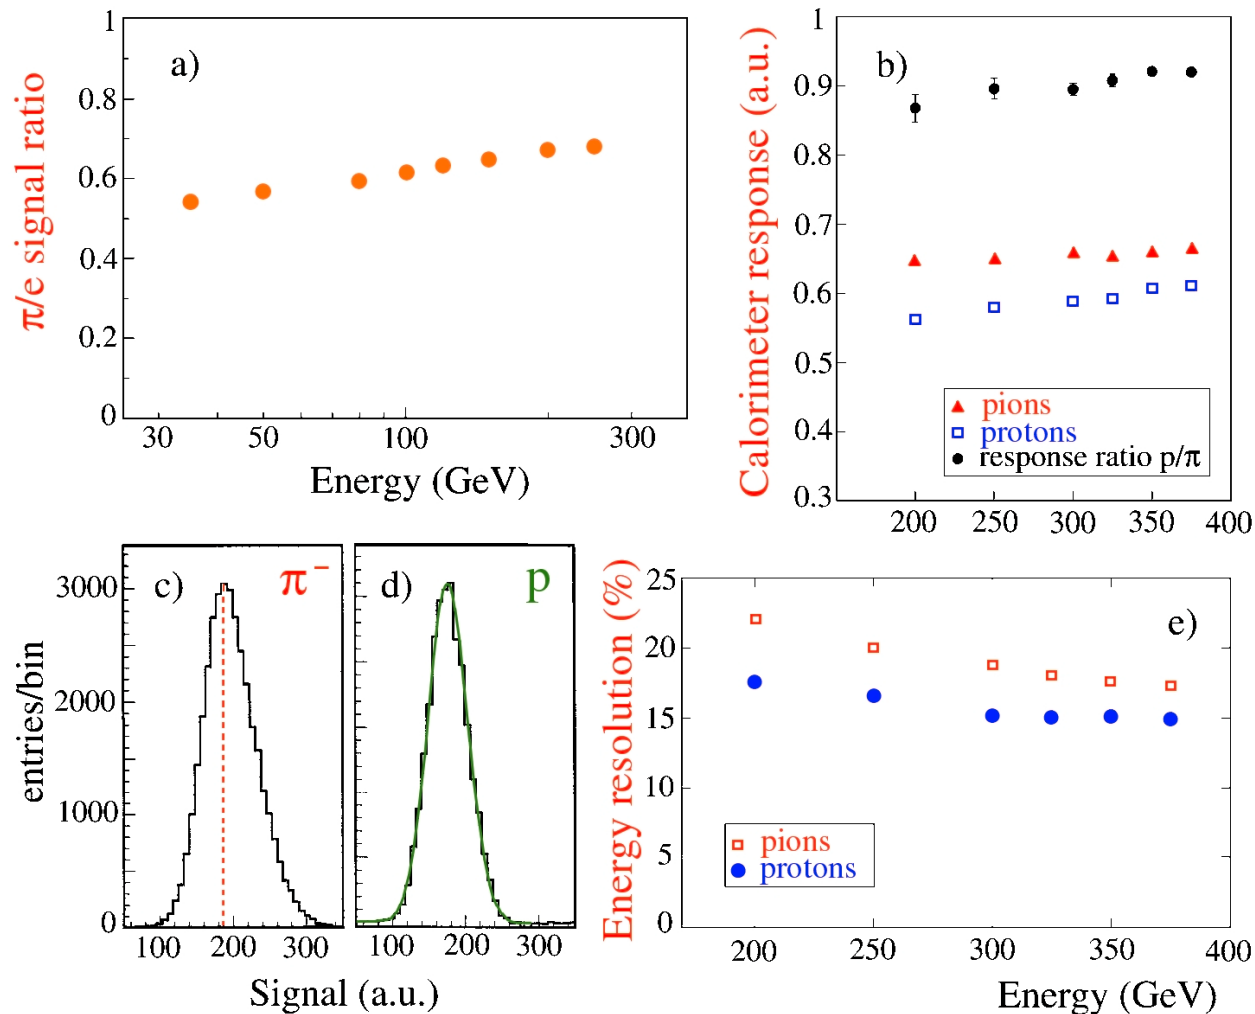 a)
π/e signal ratio
1
0.8
0.6
0.4
0.2
0
30
50
100
300
Energy (GeV)
b)
Calorimeter response (a.u.)
1
0.9
0.8
0.7
0.6
0.5
0.4
0.3
pions
protons
response ratio p/π
200
250
300
350
400
c)
π⁻
entries/bin
3000
2000
1000
0
100
200
300
d)
p
100
200
300
Signal (a.u.)
e)
Energy resolution (%)
25
20
15
10
5
0
pions
protons
200
250
300
350
400
Energy (GeV)